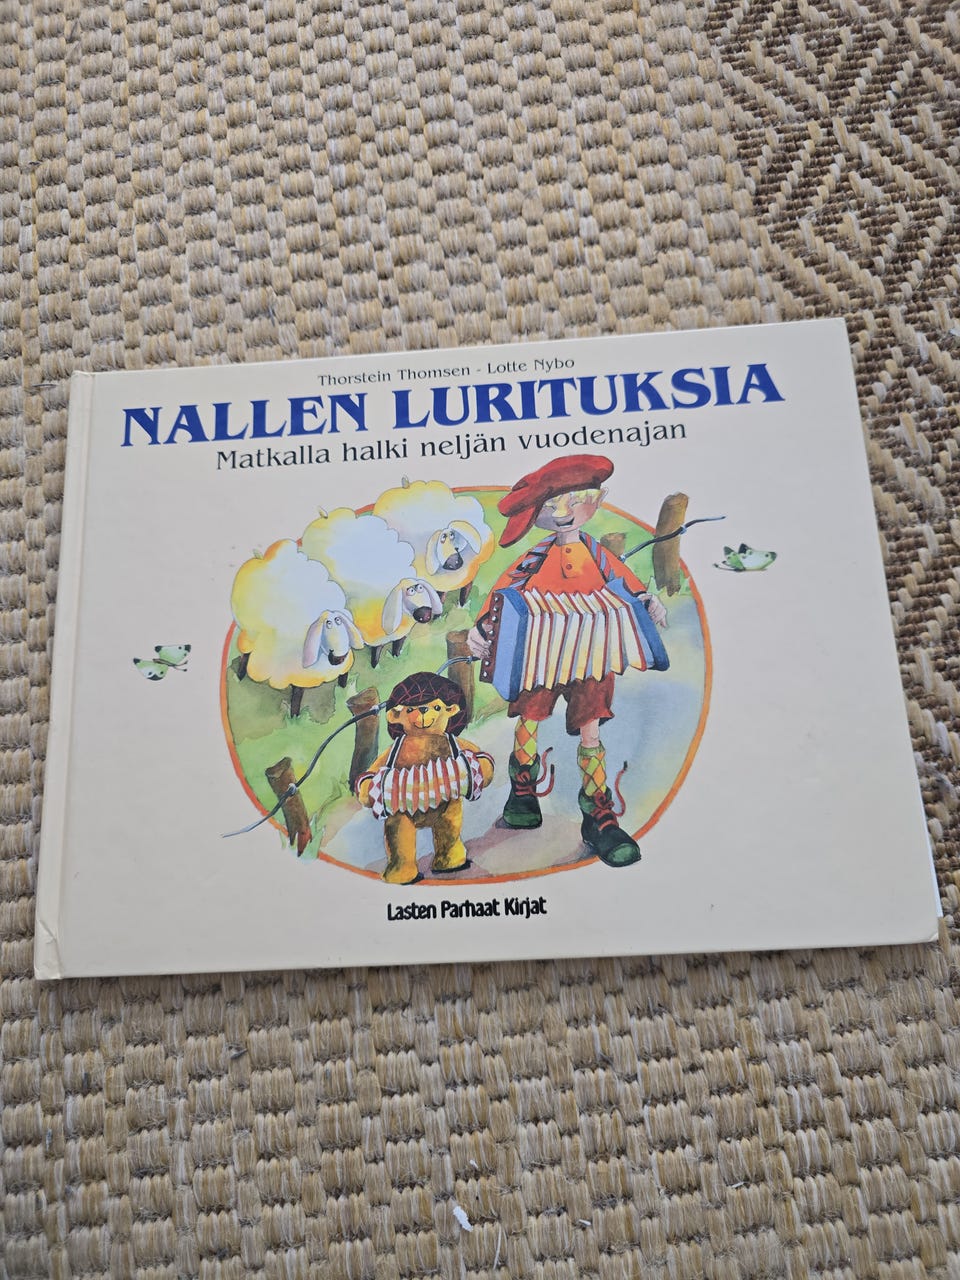 Thorstein Thomsen - Lotte Nybo
NALLEN LURITUKSIA
Matkalla halki neljän vuodenajan
Lasten Parhaat Kirjat